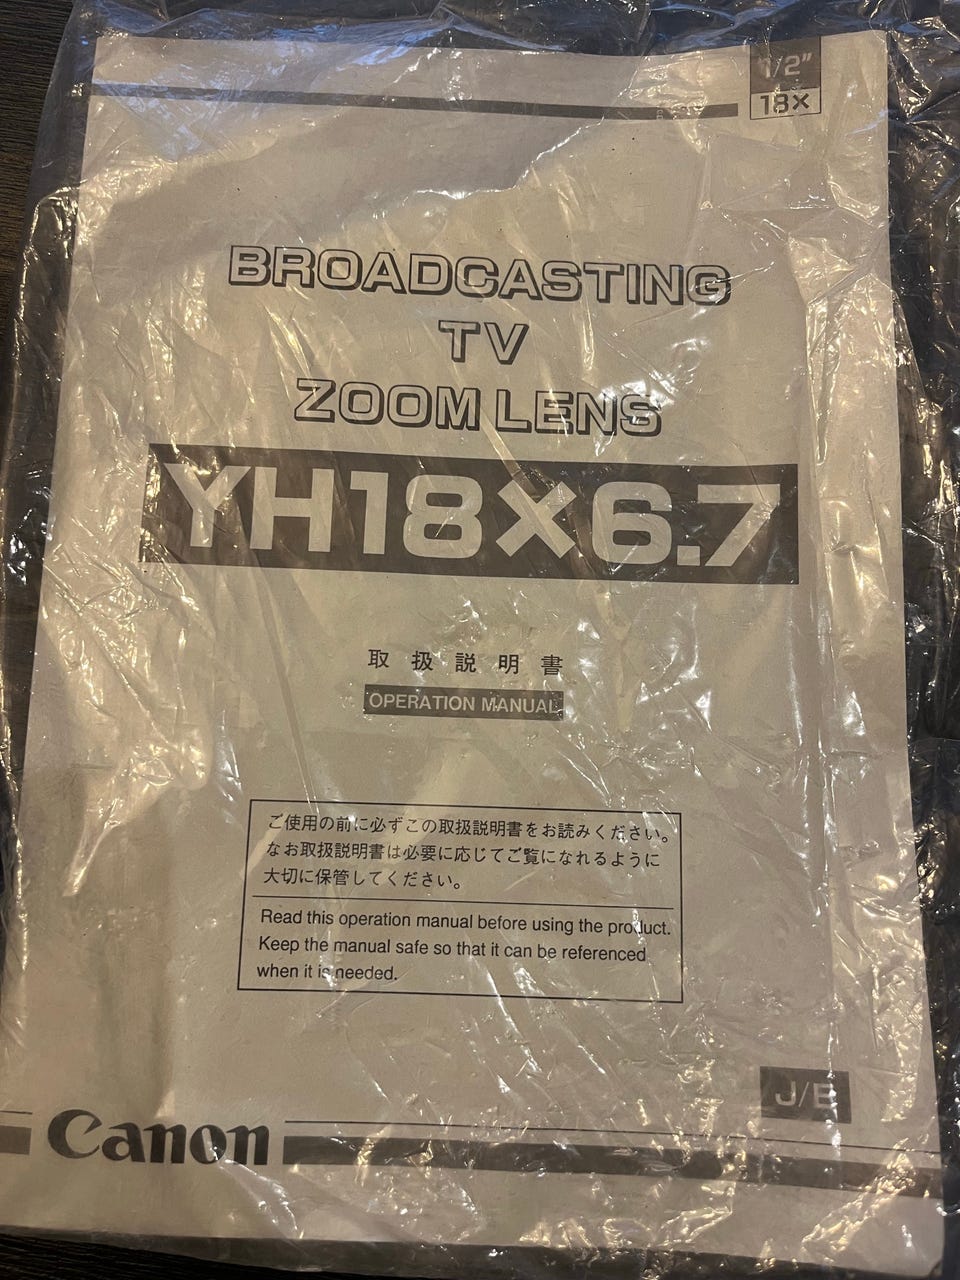 1/2"
18×
BROADCASTING
TV
ZOOM LENS
YH18×6.7
取扱説明書
OPERATION MANUAL
ご使用の前に必ずこの取扱説明書をお読みください。
なお取扱説明書は必要に応じてご覧になれるように
大切に保管してください。
Read this operation manual before using the product.
Keep the manual safe so that it can be referenced
when it is needed.
J/E
Canon